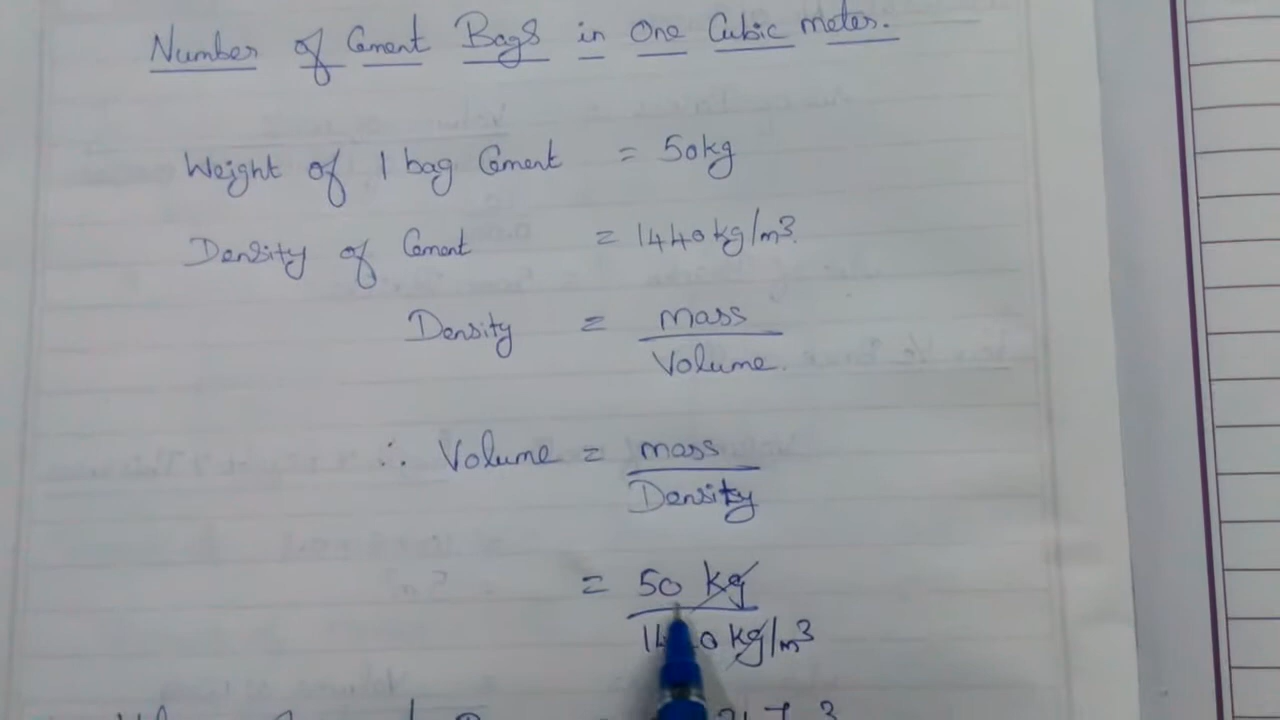 Number of Cement Bags in One Cubic meter.
Weight of 1 bag Cement = 50kg
Density of Cement = 1440 kg/m3.
Density = mass
Volume.
∴ Volume = mass
Density
= 50 kg
0 kg/m3